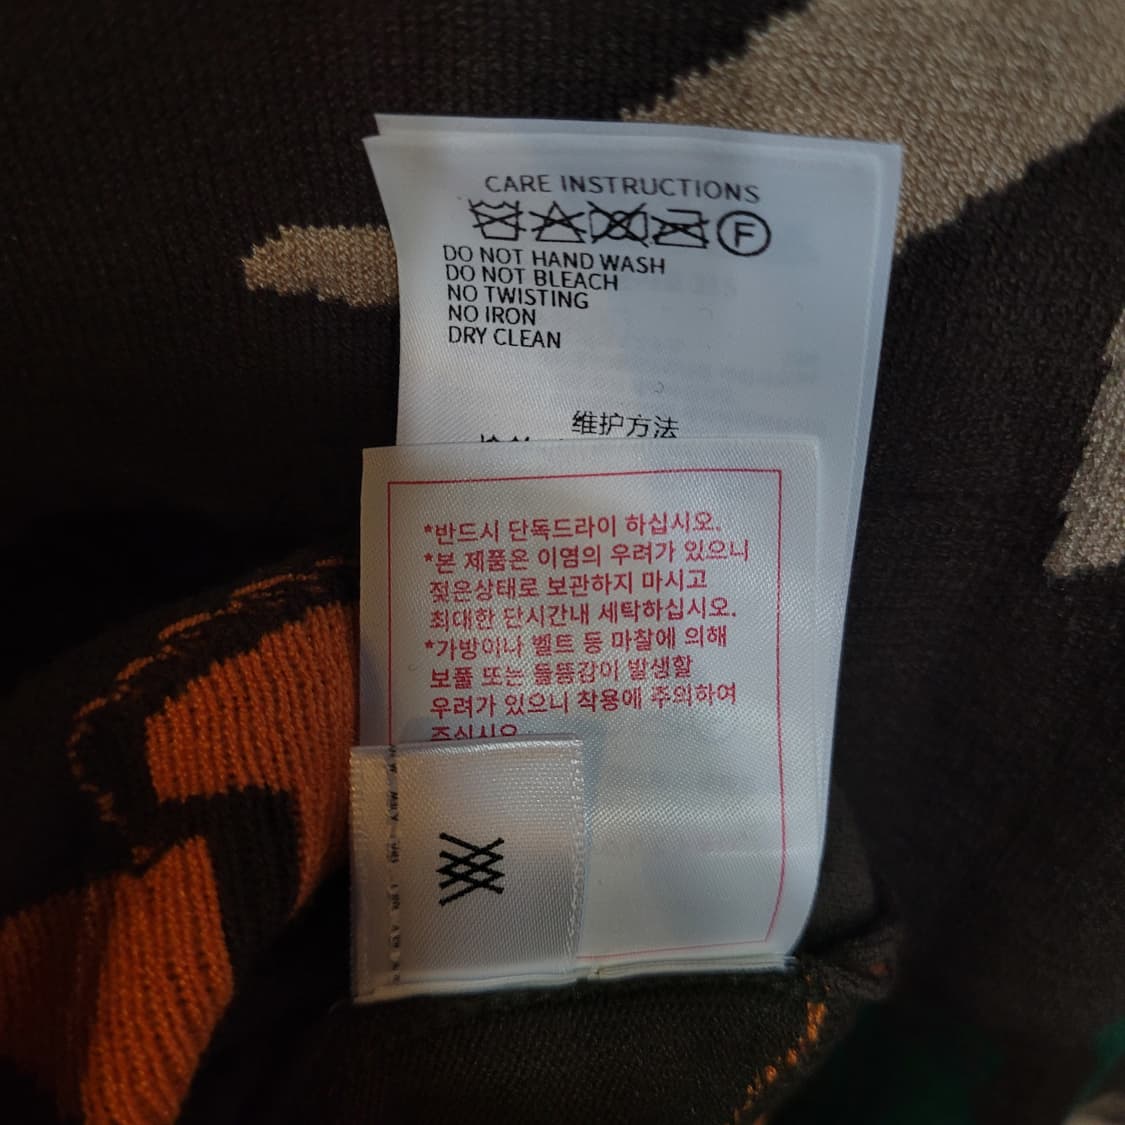 CARE INSTRUCTIONS
F
DO NOT HAND WASH
DO NOT BLEACH
NO TWISTING
NO IRON
DRY CLEAN
维护方法
*반드시 단독드라이 하십시오.
*본 제품은 이염의 우려가 있으니
젖은상태로 보관하지 마시고
최대한 단시간내 세탁하십시오.
*가방이나 벨트 등 마찰에 의해
보풀 또는 들뜸감이 발생할
우려가 있으니 착용에 주의하여
주십시오